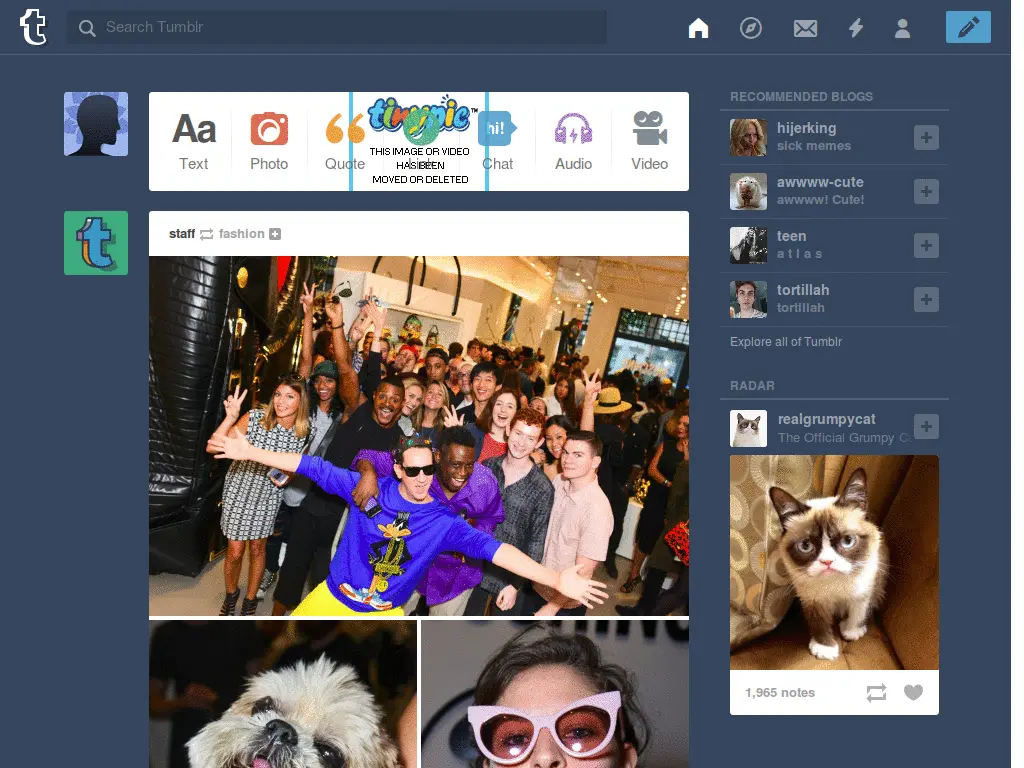 Search Tumblr
Aa
hi!
tinypic™
THIS IMAGE OR VIDEO
HAS BEEN
MOVED OR DELETED
Text
Photo
Quote
Link
Chat
Audio
Video
staff fashion
RECOMMENDED BLOGS
hijerking
sick memes
awwww-cute
awwww! Cute!
teen
a t l a s
tortillah
tortillah
Explore all of Tumblr
RADAR
realgrumpycat
The Official Grumpy
1,965 notes